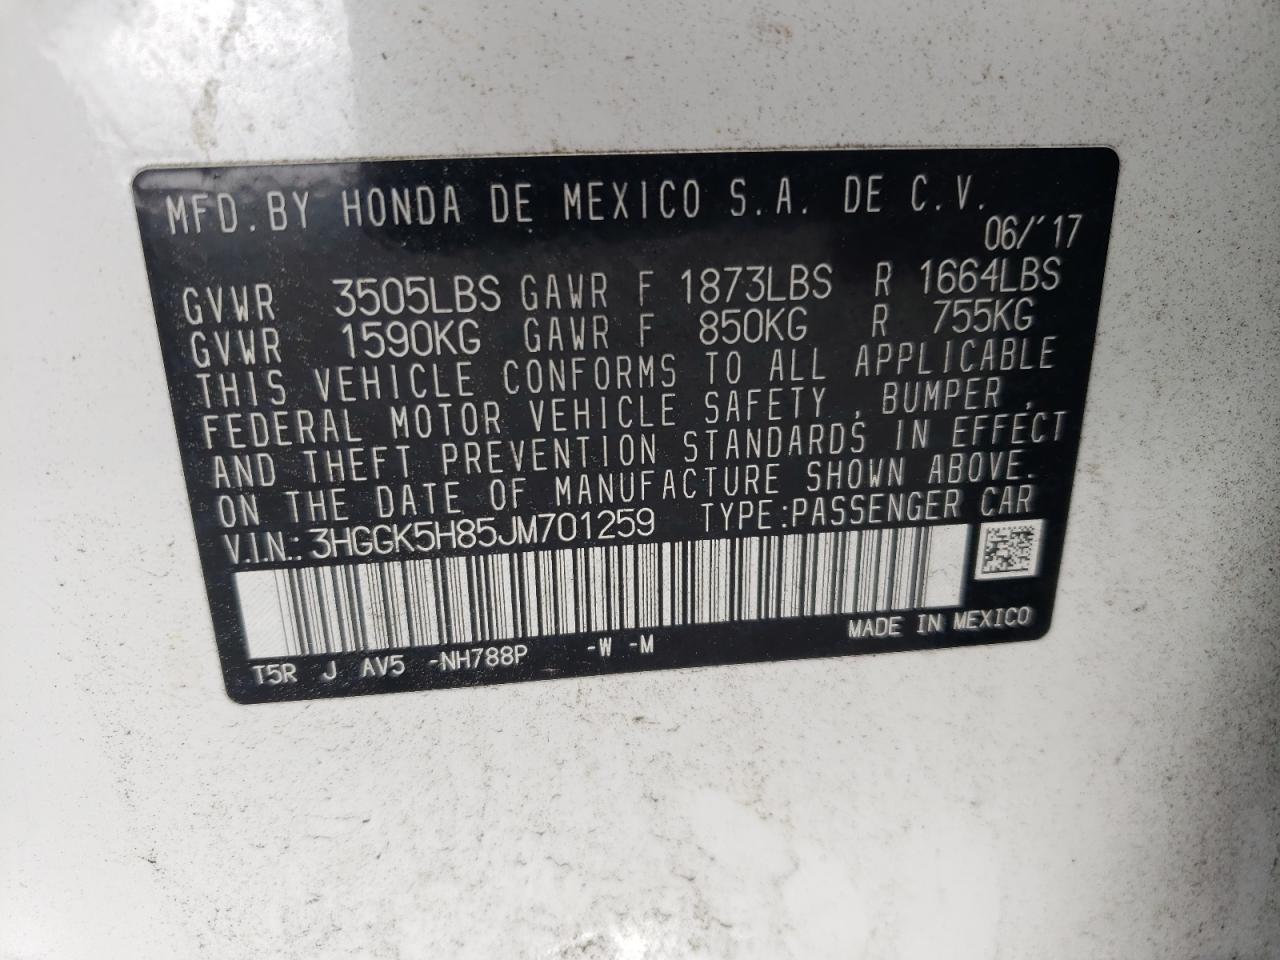 MFD.BY HONDA DE MEXICO S.A. DE C.V.
06/'17
GVWR 3505LBS GAWR F 1873LBS R 1664LBS
GVWR 1590KG GAWR F 850KG R 755KG
THIS VEHICLE CONFORMS TO ALL APPLICABLE
FEDERAL MOTOR VEHICLE SAFETY , BUMPER ,
AND THEFT PREVENTION STANDARDS IN EFFECT
ON THE DATE OF MANUFACTURE SHOWN ABOVE.
V.I.N.: 3HGGK5H85JM701259 TYPE:PASSENGER CAR
T5R J AV5 -NH788P -W -M MADE IN MEXICO